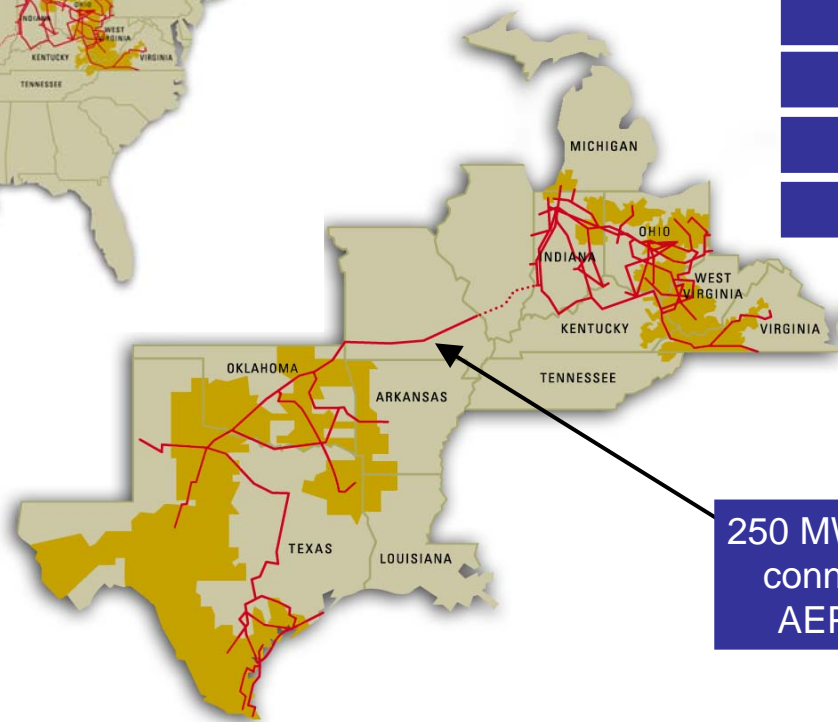 OHIO
INDIANA
WEST
VIRGINIA
KENTUCKY
VIRGINIA
TENNESSEE
MICHIGAN
OHIO
INDIANA
WEST
VIRGINIA
KENTUCKY
VIRGINIA
TENNESSEE
OKLAHOMA
ARKANSAS
TEXAS
LOUISIANA
250 MW
conn
AEP